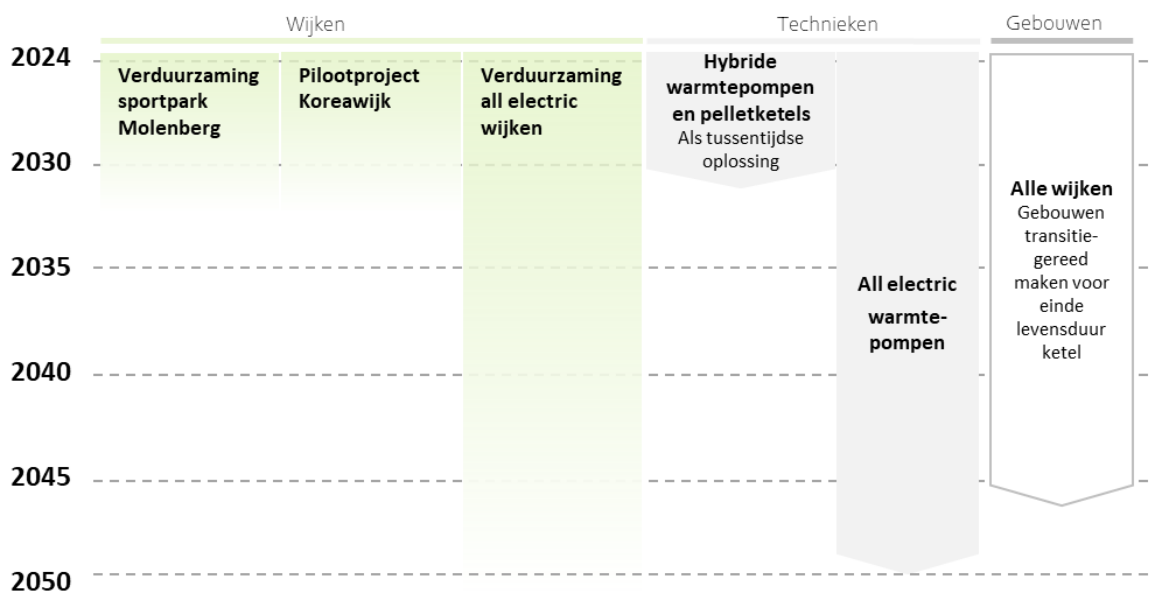 Wijken
Technieken
Gebouwen
2024
2030
2035
2040
2045
2050
Verduurzaming
sportpark
Molenberg
Pilootproject
Koreawijk
Verduurzaming
all electric
wijken
Hybride
warmtepompen
en pelletketels
Als tussentijdse
oplossing
All electric
warmte-
pompen
Alle wijken
Gebouwen
transitie-
gereed
maken voor
einde
levensduur
ketel